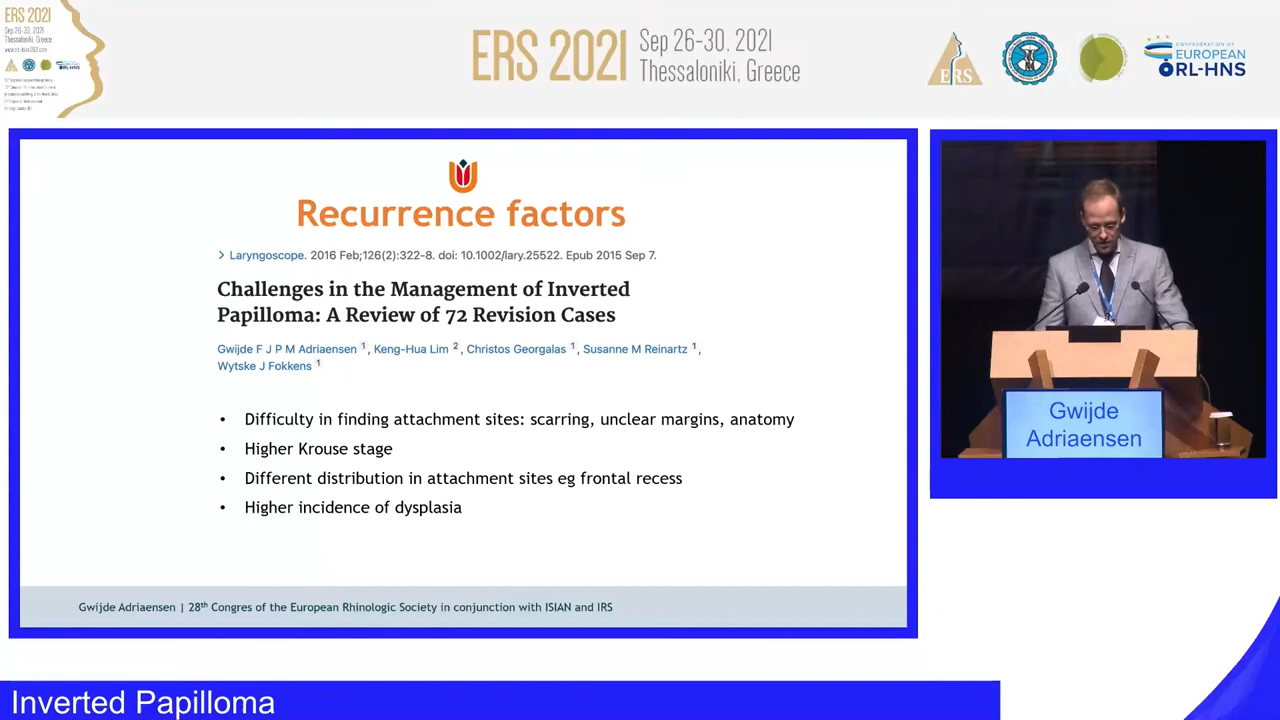 ERS 2021
Sep 26-30, 2021
Thessaloniki, Greece
ERS 2021
Sep 26-30, 2021
Thessaloniki, Greece
ERS
CONFEDERATION OF
EUROPEAN
ORL-HNS
Recurrence factors
> Laryngoscope. 2016 Feb;126(2):322-8. doi: 10.1002/lary.25522. Epub 2015 Sep 7.
Challenges in the Management of Inverted
Papilloma: A Review of 72 Revision Cases
Gwijde F J P M Adriaensen 1, Keng-Hua Lim 2, Christos Georgalas 1, Susanne M Reinartz 1,
Wytske J Fokkens 1
• Difficulty in finding attachment sites: scarring, unclear margins, anatomy
• Higher Krouse stage
• Different distribution in attachment sites eg frontal recess
• Higher incidence of dysplasia
Gwijde Adriaensen | 28th Congres of the European Rhinologic Society in conjunction with ISIAN and IRS
Gwijde
Adriaensen
Inverted Papilloma